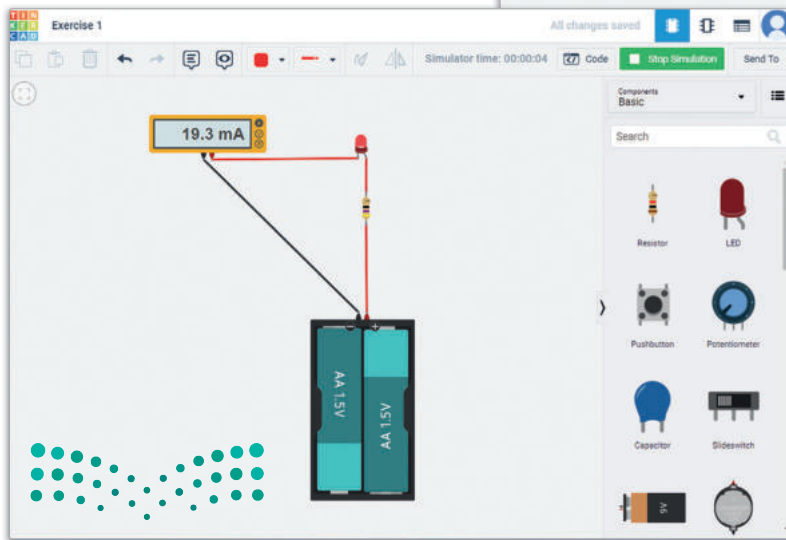 TIN
KER
CAD
Exercise 1
All changes saved
Simulator time: 00:00:04
Code
Stop Simulation
Send To
Components
Basic
Search
19.3 mA
Resistor
LED
Pushbutton
Potentiometer
AA 1.5V
AA 1.5V
Capacitor
Slideswitch
9V